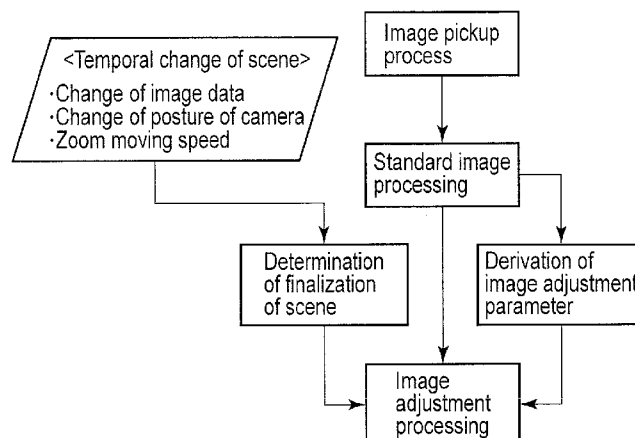 Image pickup
process
<Temporal change of scene>
·Change of image data
·Change of posture of camera
·Zoom moving speed
Standard image
processing
Determination
of finalization
of scene
Derivation of
image adjustment
parameter
Image
adjustment
processing